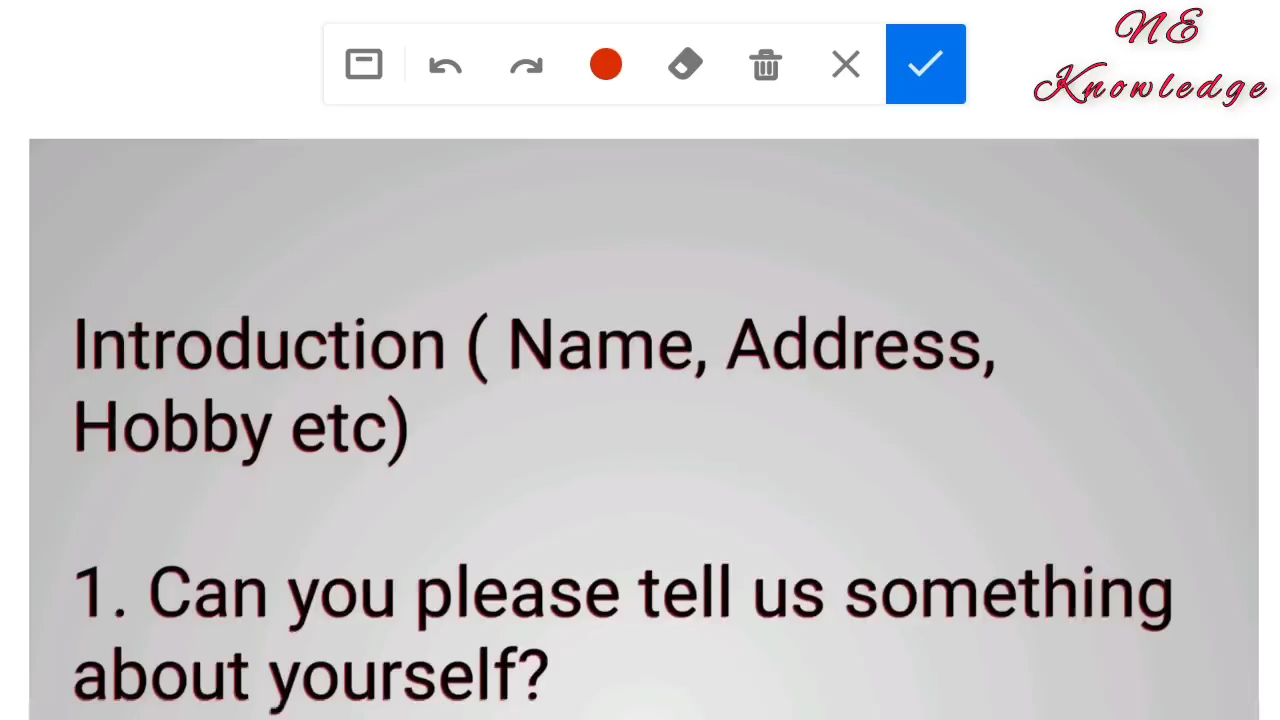 NE
Knowledge
Introduction ( Name, Address,
Hobby etc)
1. Can you please tell us something
about yourself?